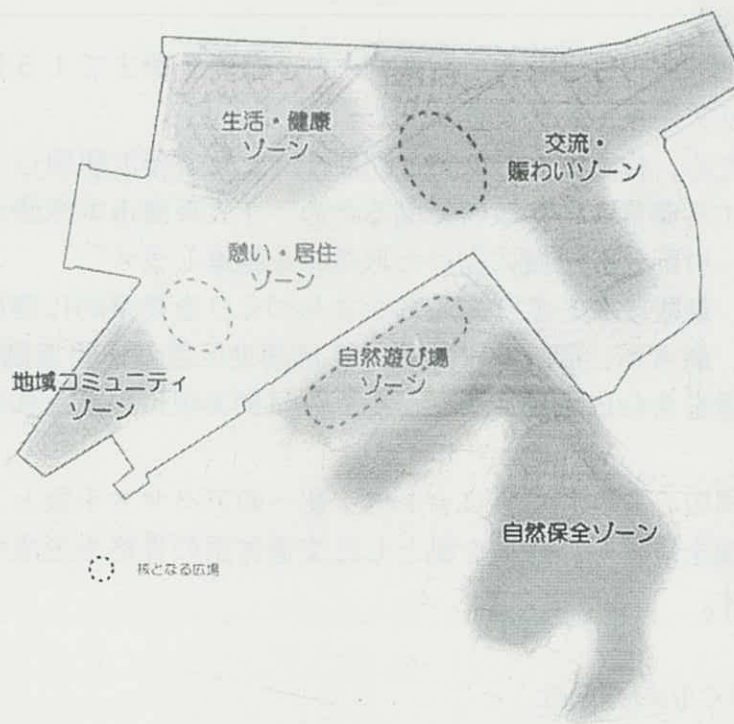 生活・健康
ゾーン
交流・
賑わいゾーン
憩い・居住
ゾーン
自然遊び場
ゾーン
地域コミュニティ
ゾーン
自然保全ゾーン
核となる広場